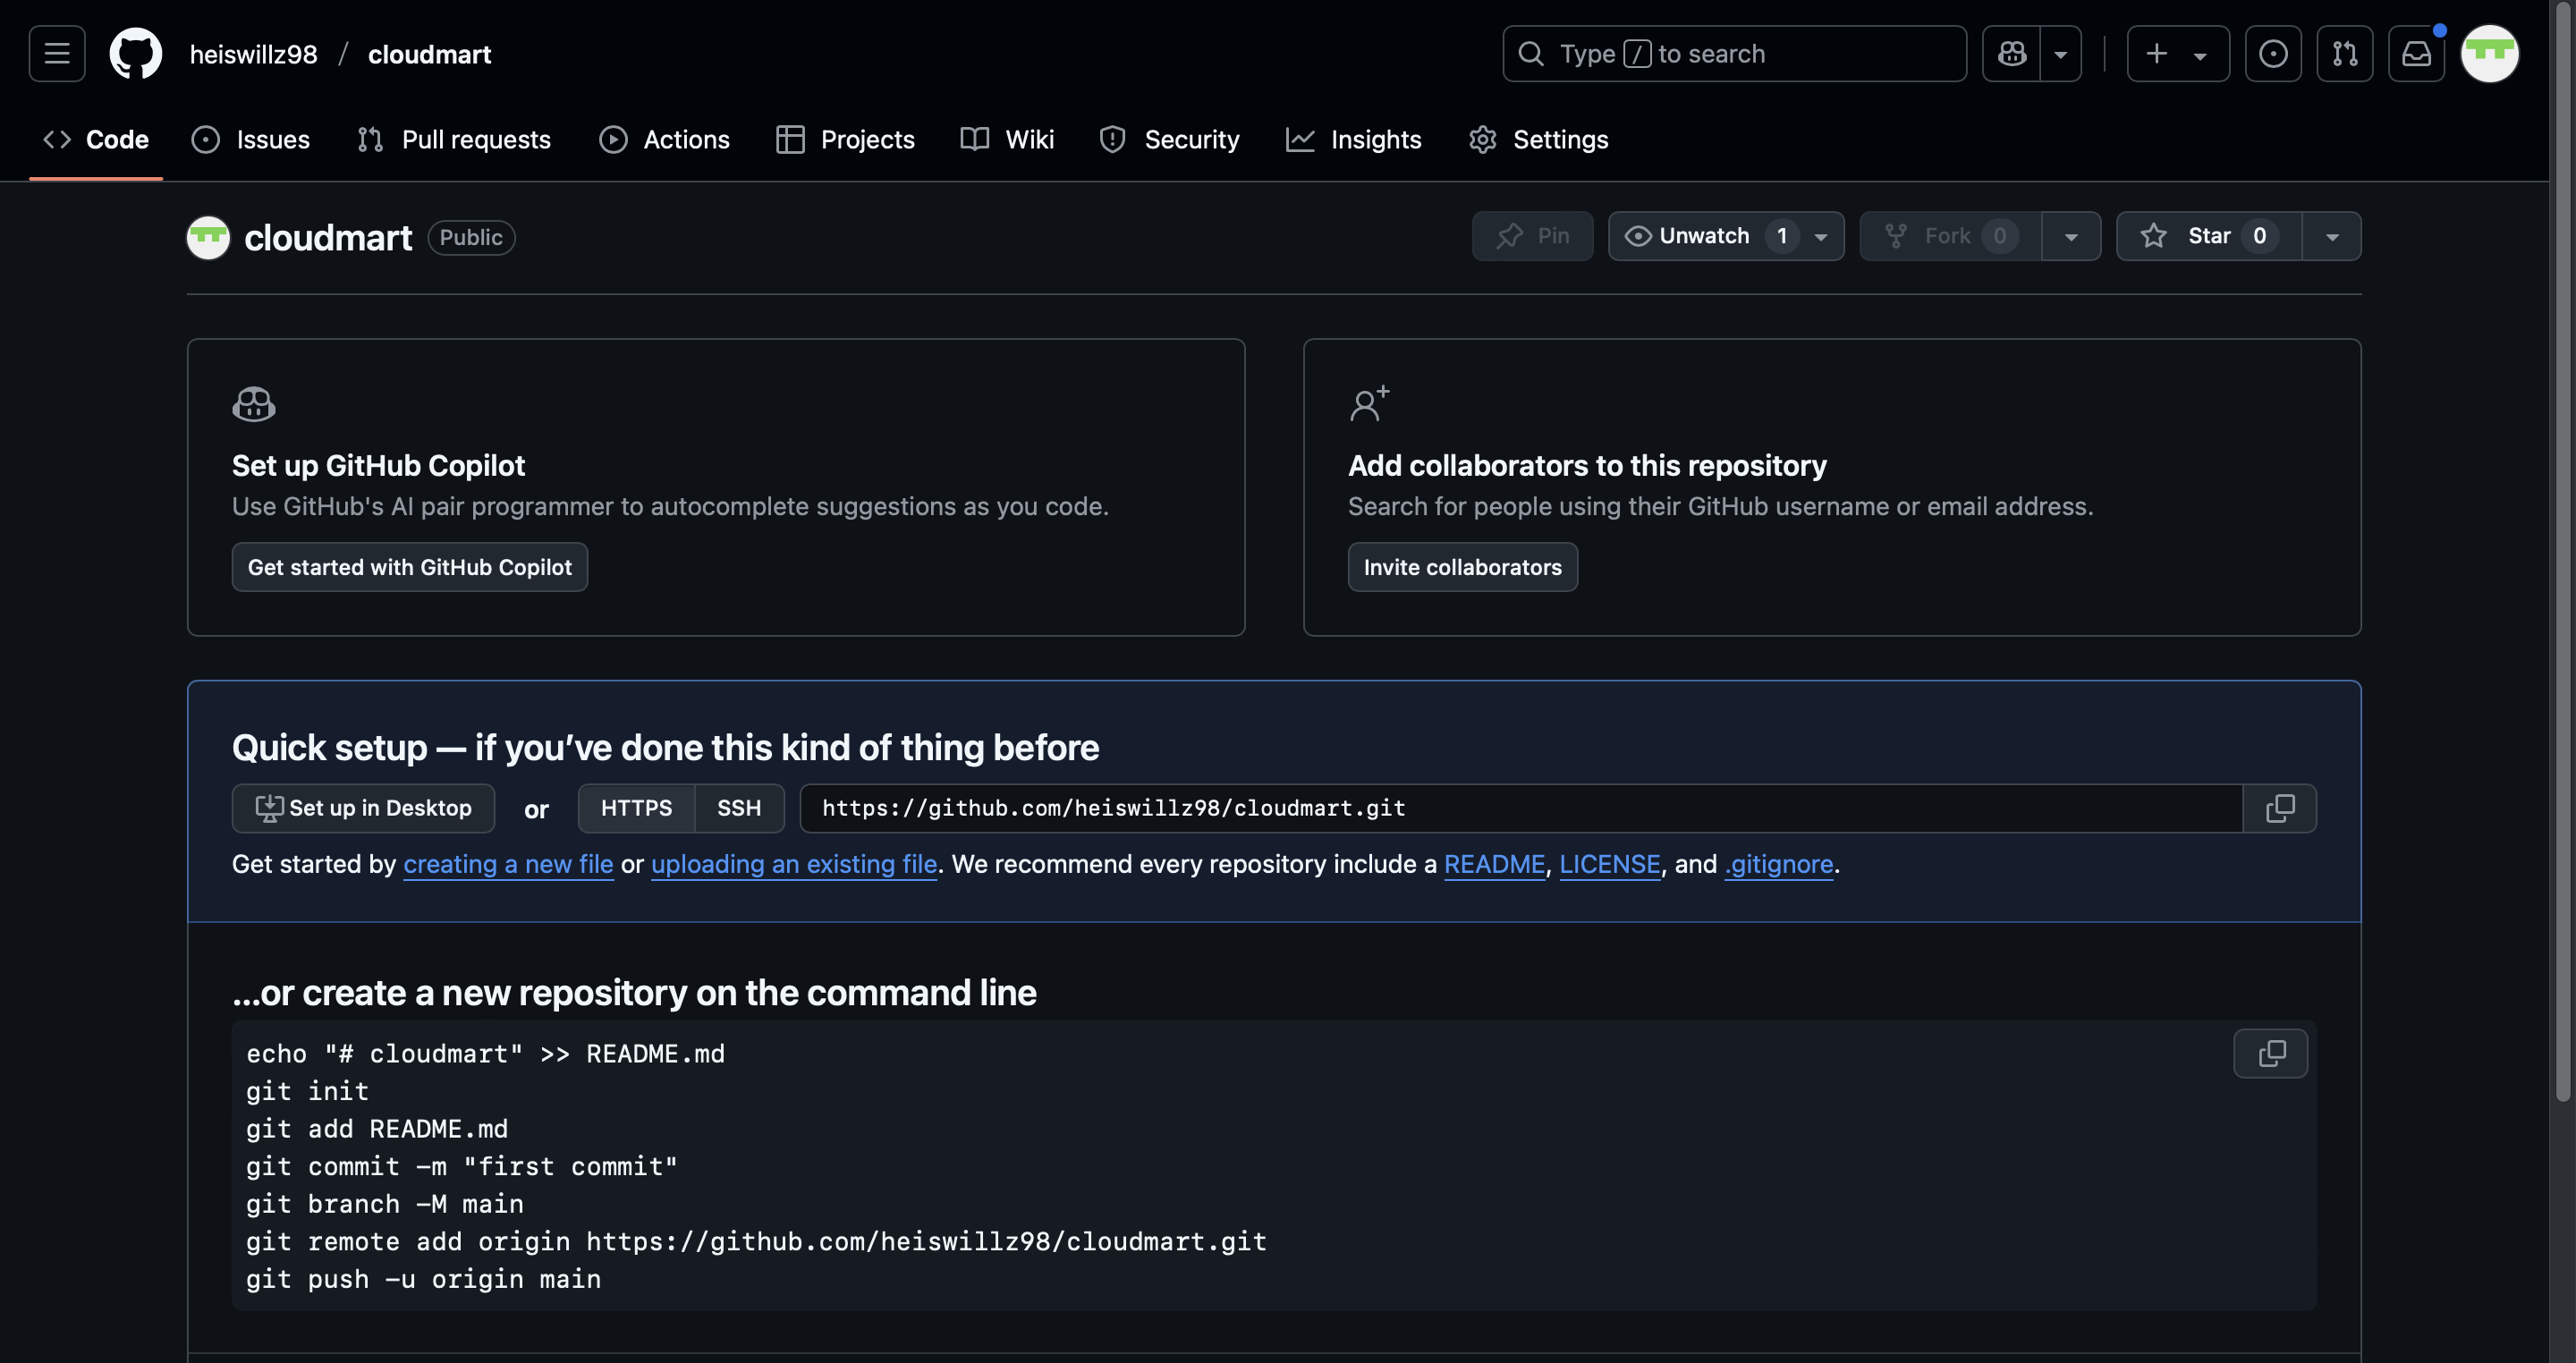 heiswillz98 / cloudmart
Type / to search
Code Issues Pull requests Actions Projects Wiki Security Insights Settings
cloudmart Public
Pin Unwatch 1 Fork 0 Star 0
Set up GitHub Copilot
Use GitHub's AI pair programmer to autocomplete suggestions as you code.
Get started with GitHub Copilot
Add collaborators to this repository
Search for people using their GitHub username or email address.
Invite collaborators
Quick setup — if you’ve done this kind of thing before
Set up in Desktop or HTTPS SSH https://github.com/heiswillz98/cloudmart.git
Get started by creating a new file or uploading an existing file. We recommend every repository include a README, LICENSE, and .gitignore.
…or create a new repository on the command line
echo "# cloudmart" >> README.md
git init
git add README.md
git commit -m "first commit"
git branch -M main
git remote add origin https://github.com/heiswillz98/cloudmart.git
git push -u origin main